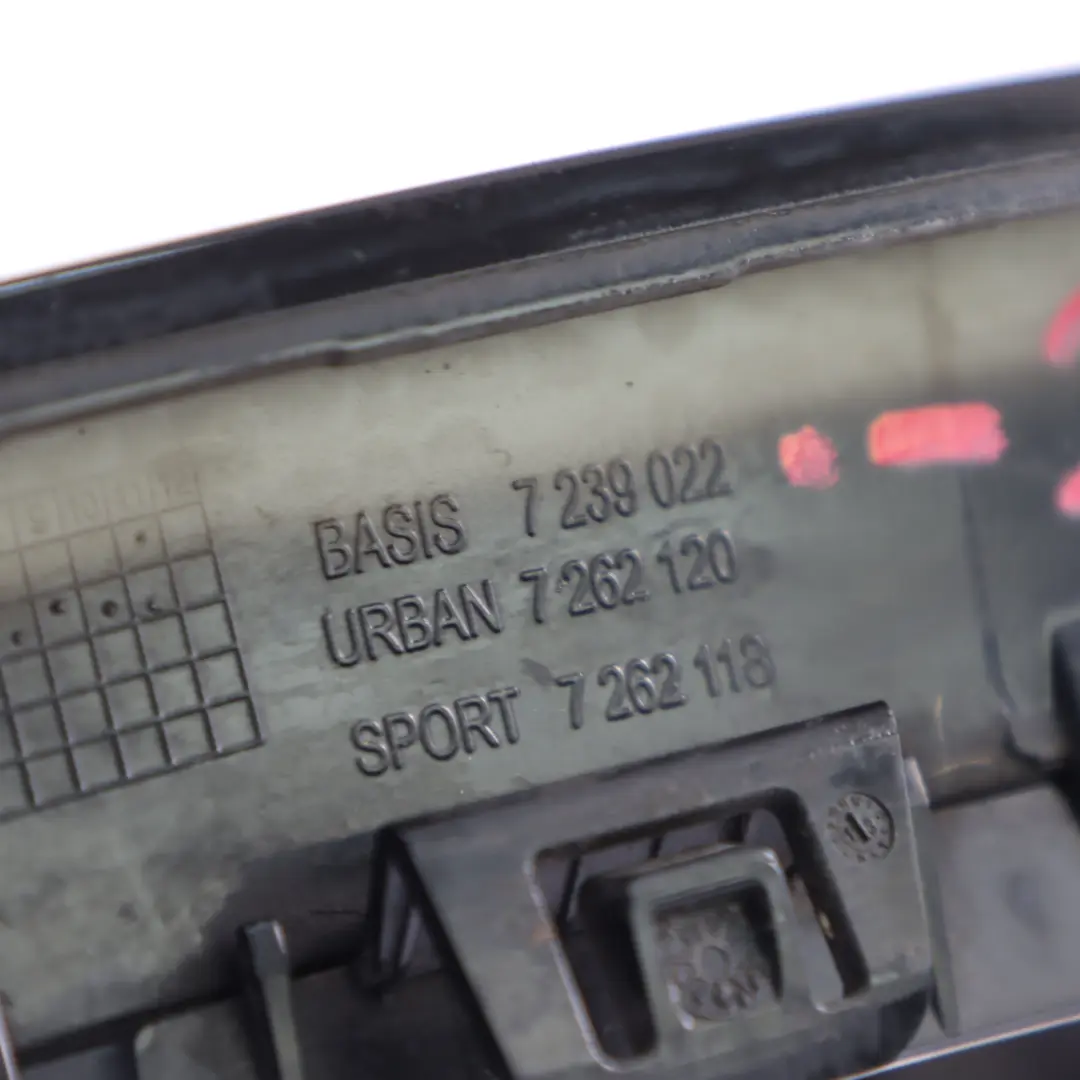 BASIS 7 239 022
URBAN 7 262 120
SPORT 7 262 118